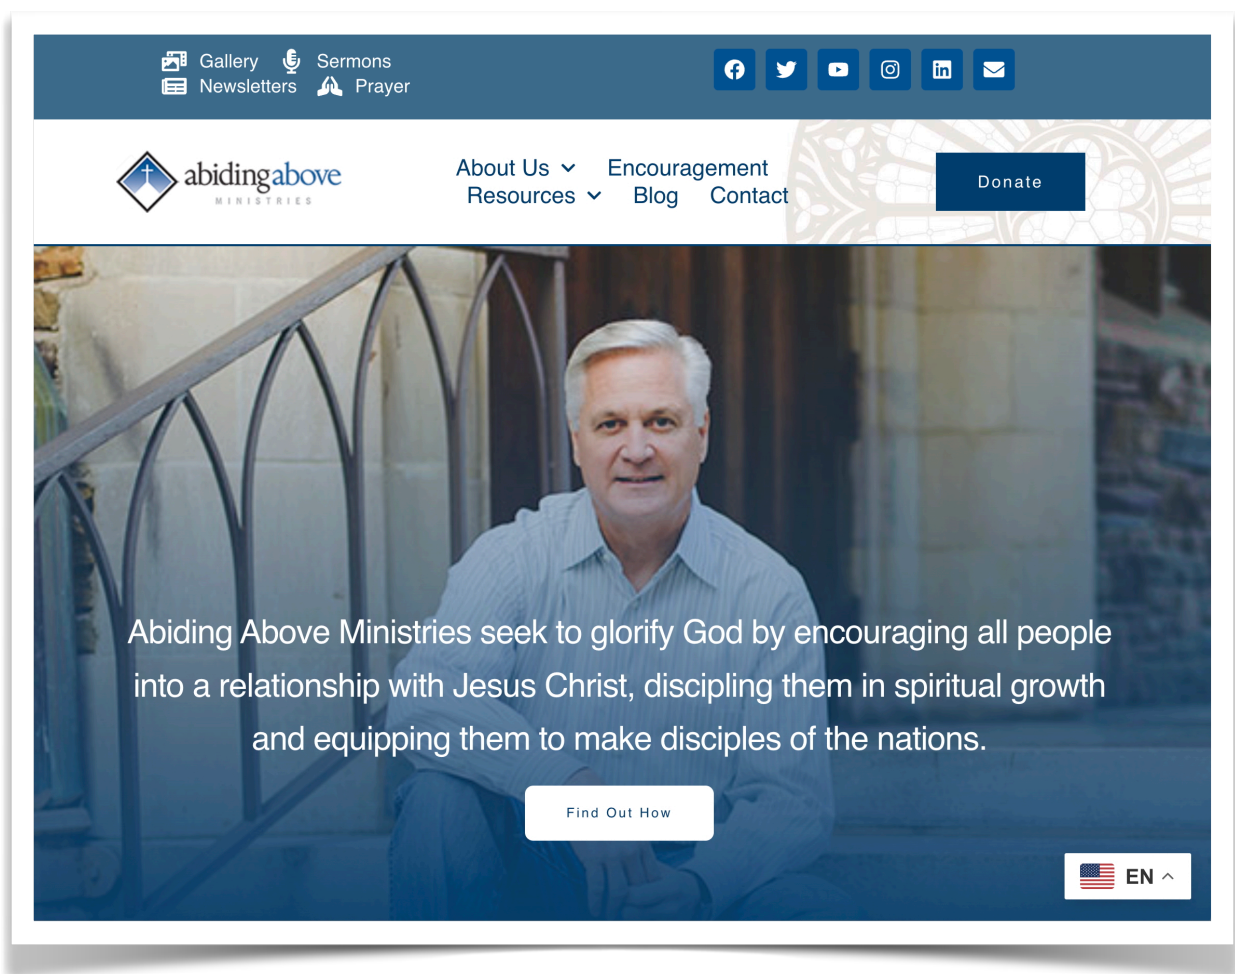 Gallery Sermons
Newsletters Prayer
abidingabove
MINISTRIES
About Us Encouragement
Resources Blog Contact
Donate
Abiding Above Ministries seek to glorify God by encouraging all people
into a relationship with Jesus Christ, discipling them in spiritual growth
and equipping them to make disciples of the nations.
Find Out How
EN